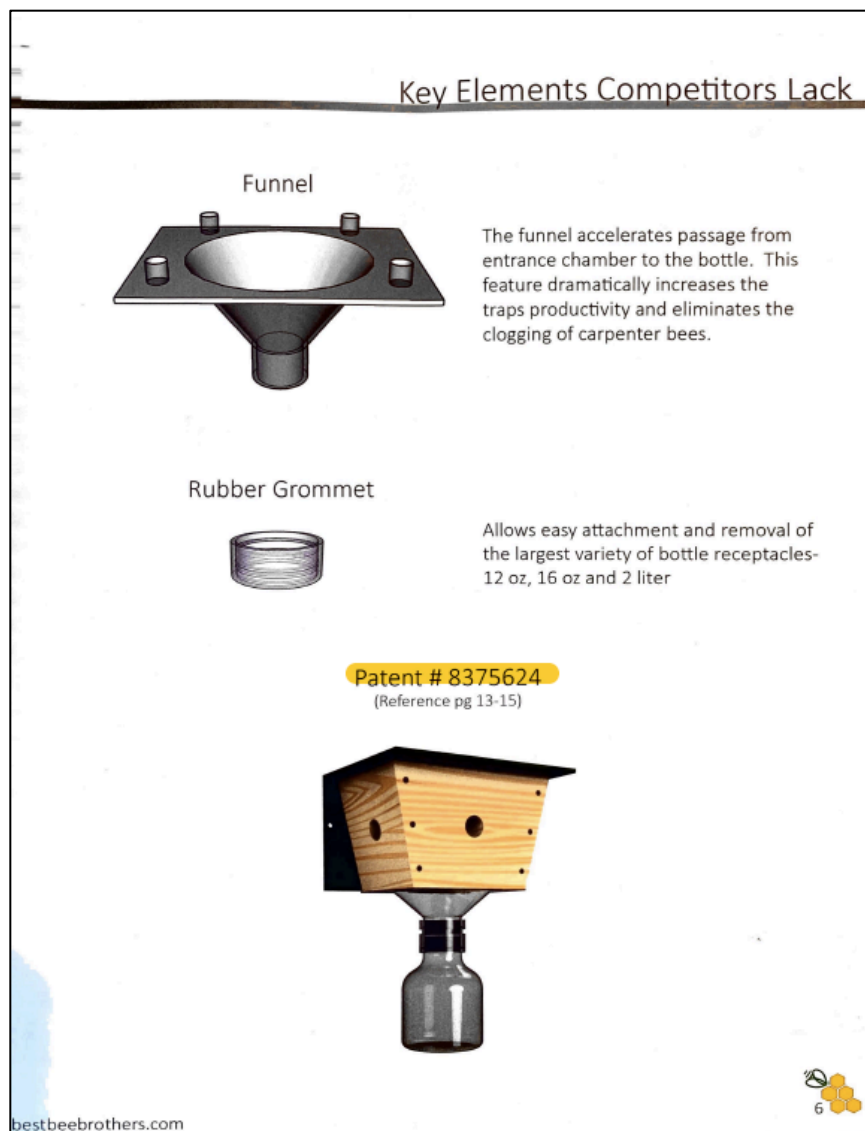 Key Elements Competitors Lack
Funnel
The funnel accelerates passage from
entrance chamber to the bottle. This
feature dramatically increases the
traps productivity and eliminates the
clogging of carpenter bees.
Rubber Grommet
Allows easy attachment and removal of
the largest variety of bottle receptacles-
12 oz, 16 oz and 2 liter
Patent # 8375624
(Reference pg 13-15)
6
bestbeebrothers.com